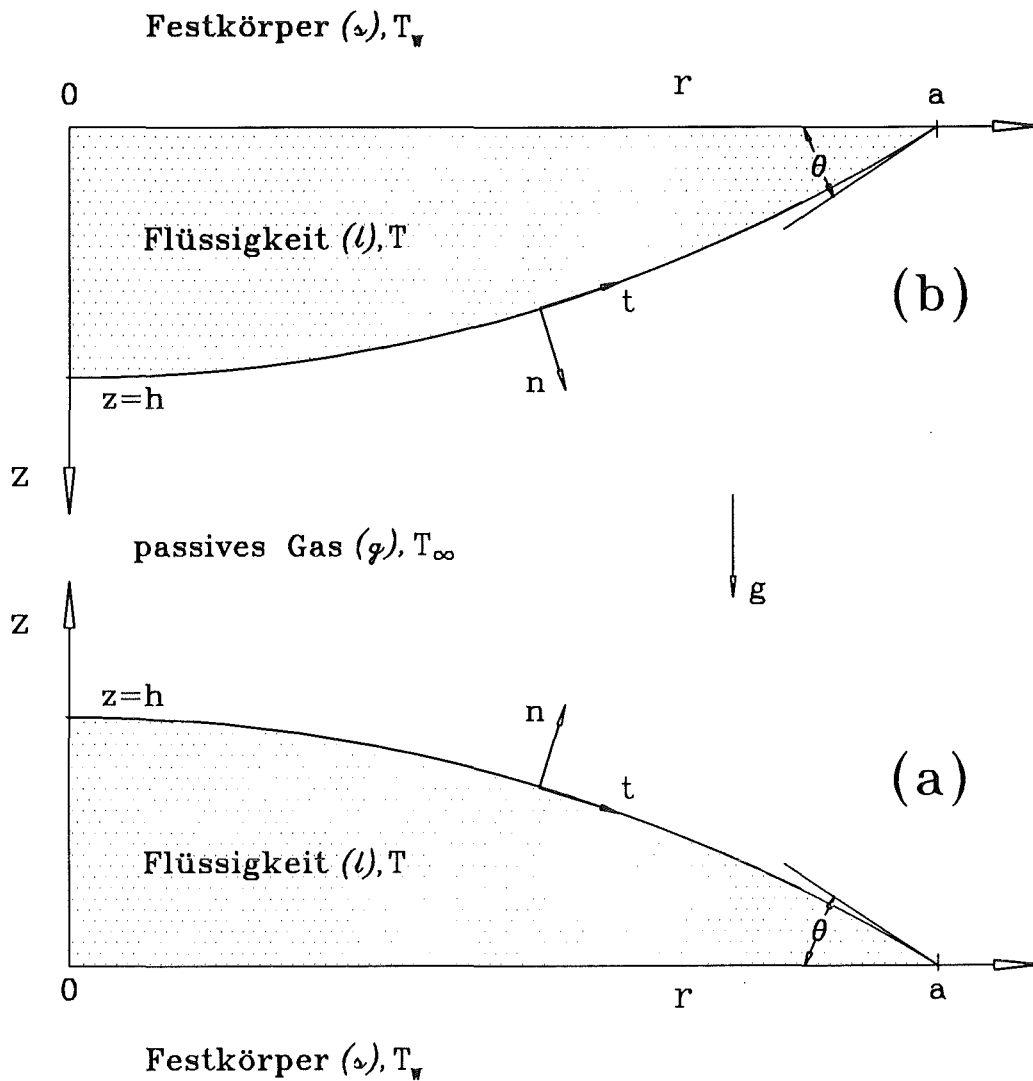 Festkörper (s), T_w
0 r a
θ
Flüssigkeit (l), T
(b)
t
n
z=h
z
passives Gas (g), T_∞
g
z
z=h
n
(a)
t
Flüssigkeit (l), T
θ
0 r a
Festkörper (s), T_w